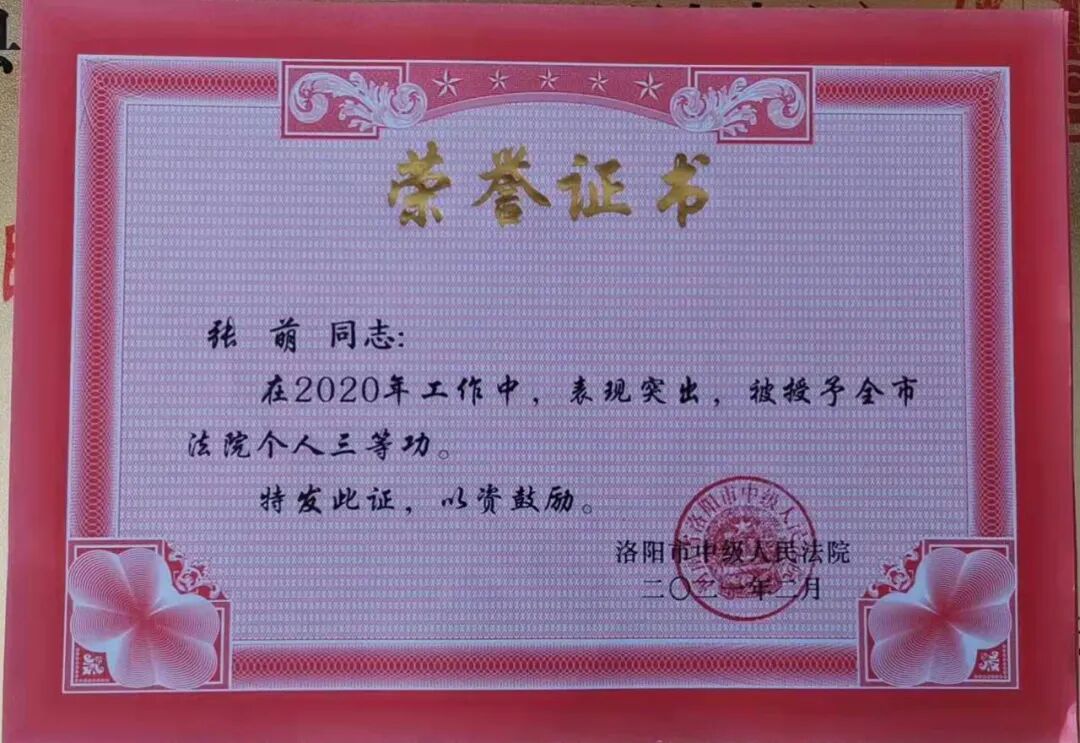 荣誉证书
张 萌 同志:
在2020年工作中，表现突出，被授予全市
法院个人三等功。
特发此证，以资鼓励。
洛阳市中级人民法院
二〇二一年二月